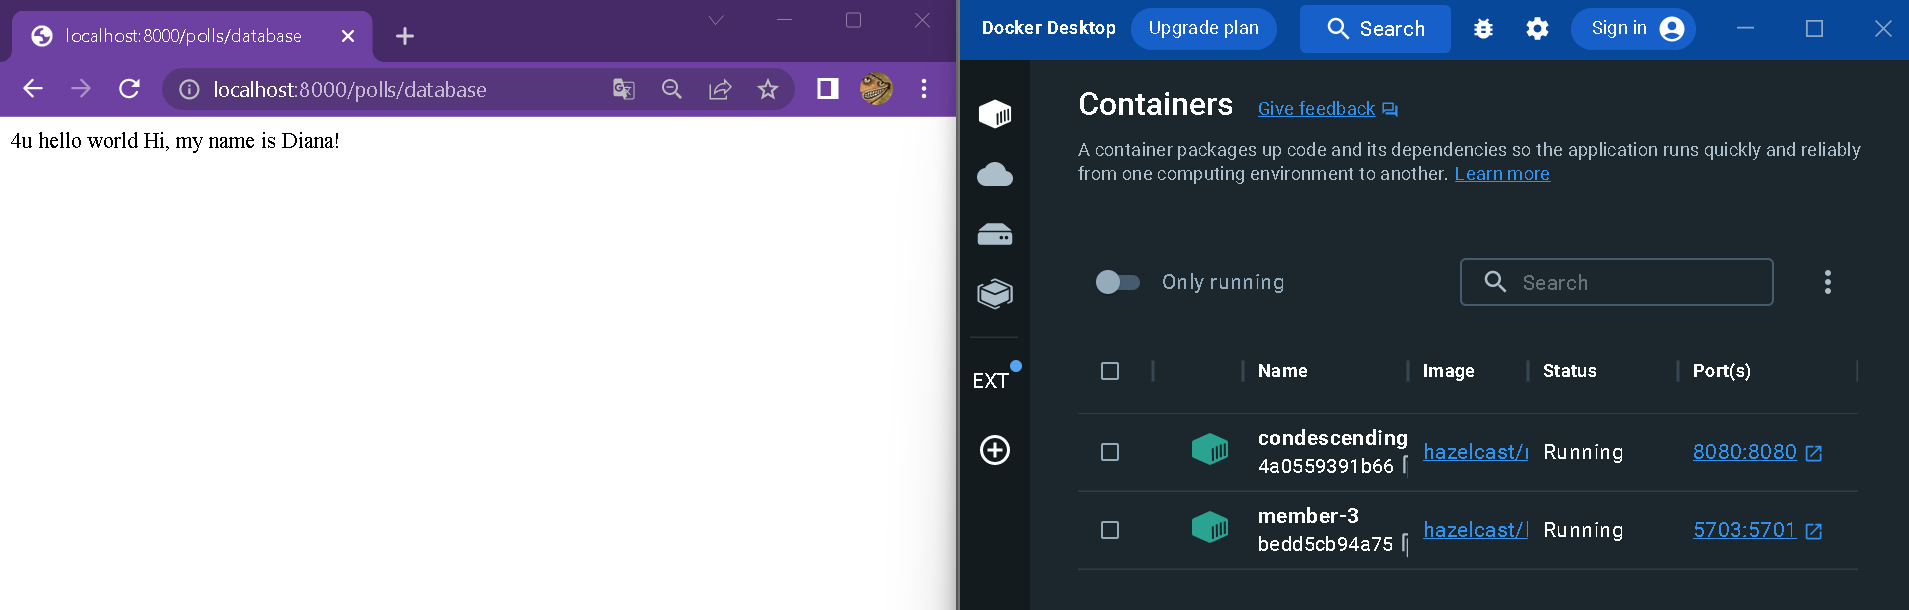 localhost:8000/polls/database
localhost:8000/polls/database
4u hello world Hi, my name is Diana!
Docker Desktop
Upgrade plan
Search
Sign in
Containers
Give feedback
A container packages up code and its dependencies so the application runs quickly and reliably
from one computing environment to another. Learn more
Only running
Search
EXT
Name Image Status Port(s)
condescending
4a0559391b66
hazelcast/
Running
8080:8080
member-3
bedd5cb94a75
hazelcast/
Running
5703:5701